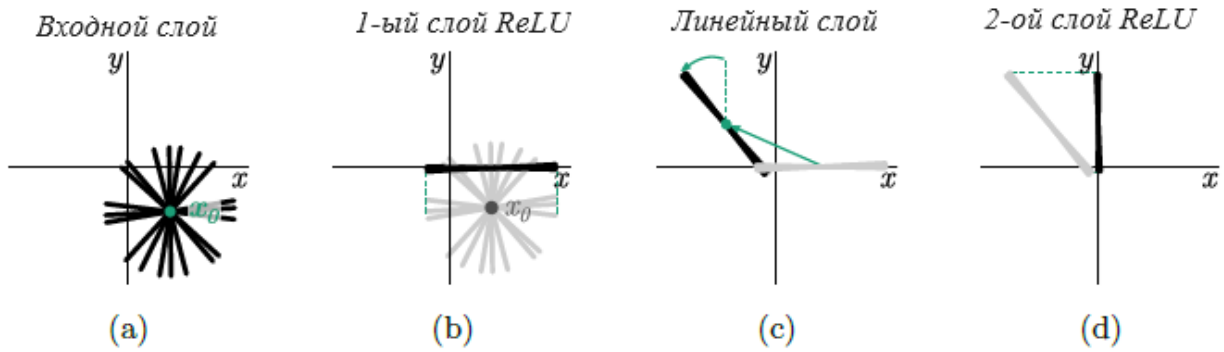 Входной слой
1-ый слой ReLU
Линейный слой
2-ой слой ReLU
y
y
y
y
x
x
x
x
x₀
x₀
(a)
(b)
(c)
(d)